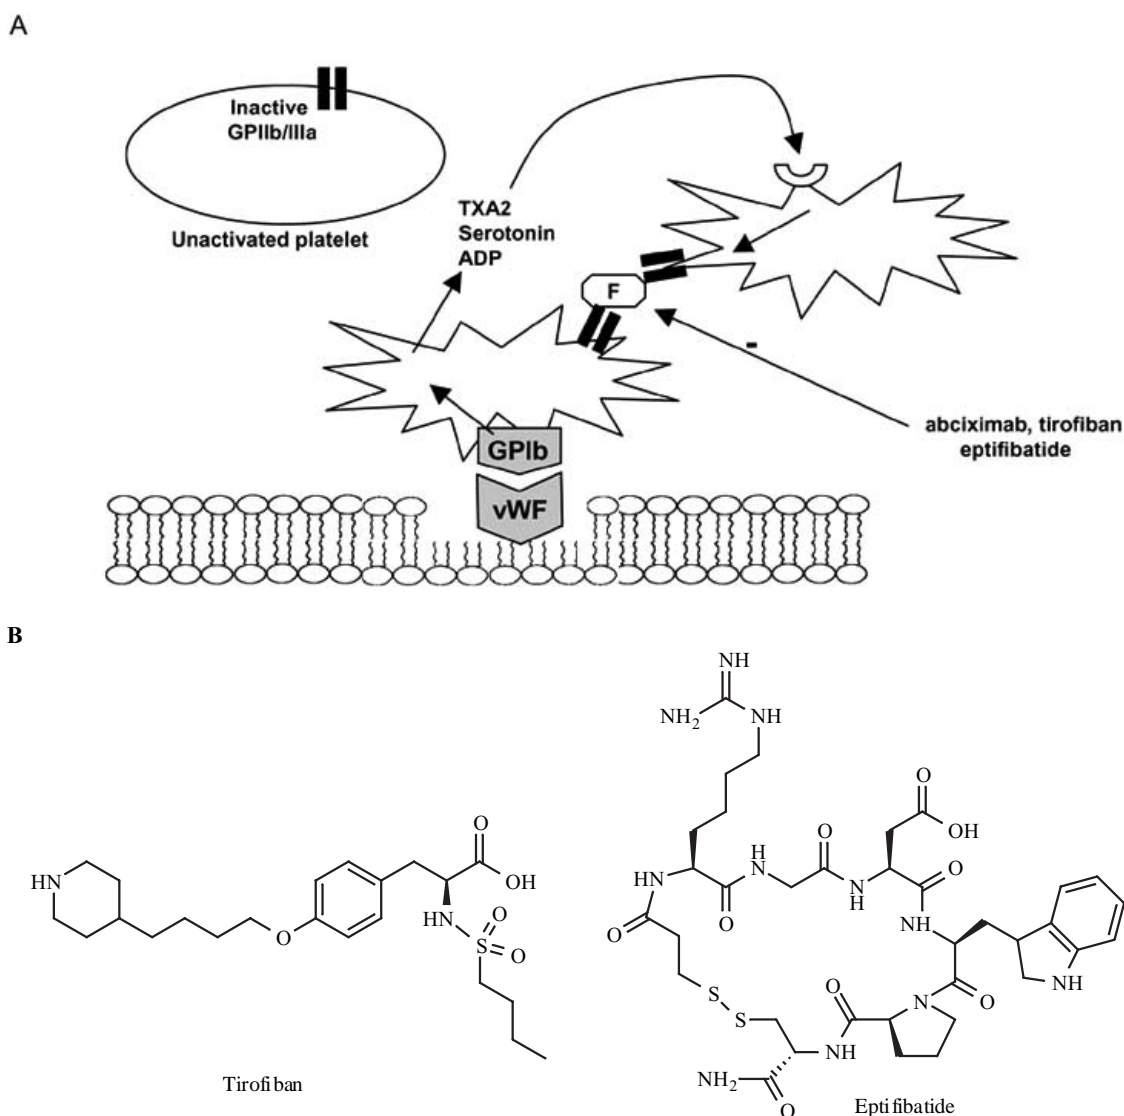 A
Inactive
GPIIb/IIIa
Unactivated platelet
TXA2
Serotonin
ADP
F
-
abciximab, tirofiban
eptifibatide
GPIb
vWF
B
NH
NH2
NH
O
OH
O
OH
HN
O
HN
O
S
O
O
HN
O
H
N
O
N
H
O
HN
O
O
S
S
O
N
O
NH
NH
NH2
O
Tirofiban
Eptifibatide